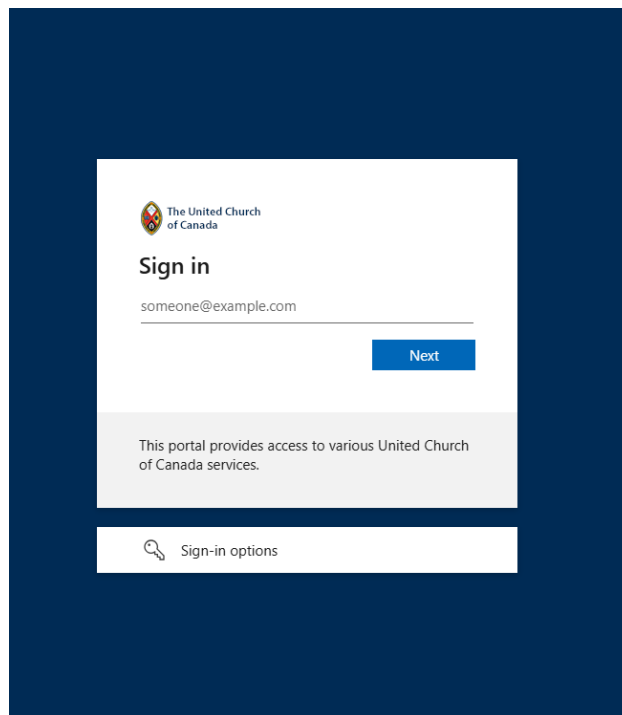 The United Church
of Canada
Sign in
someone@example.com
Next
This portal provides access to various United Church
of Canada services.
Sign-in options